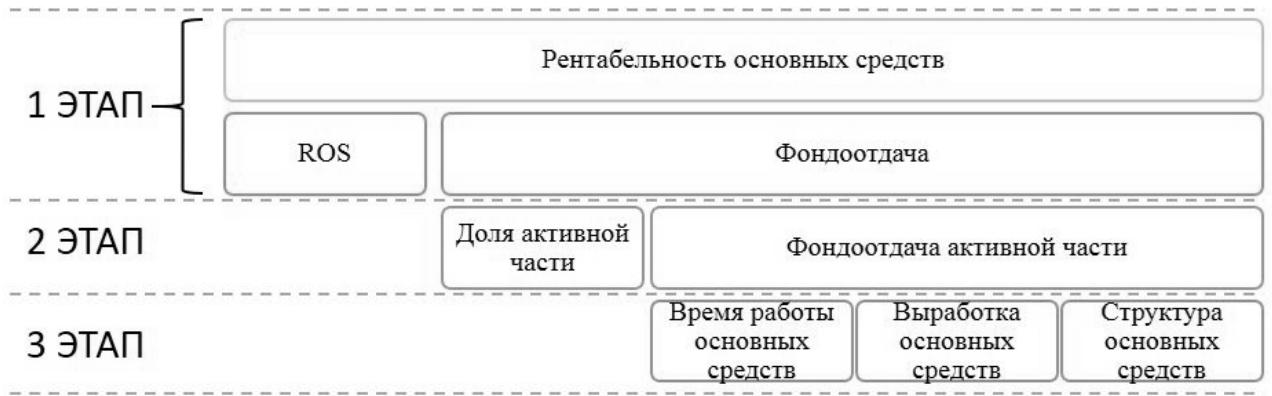 Рентабельность основных средств
1 ЭТАП
ROS
Фондоотдача
2 ЭТАП
Доля активной
части
Фондоотдача активной части
3 ЭТАП
Время работы
основных
средств
Выработка
основных
средств
Структура
основных
средств